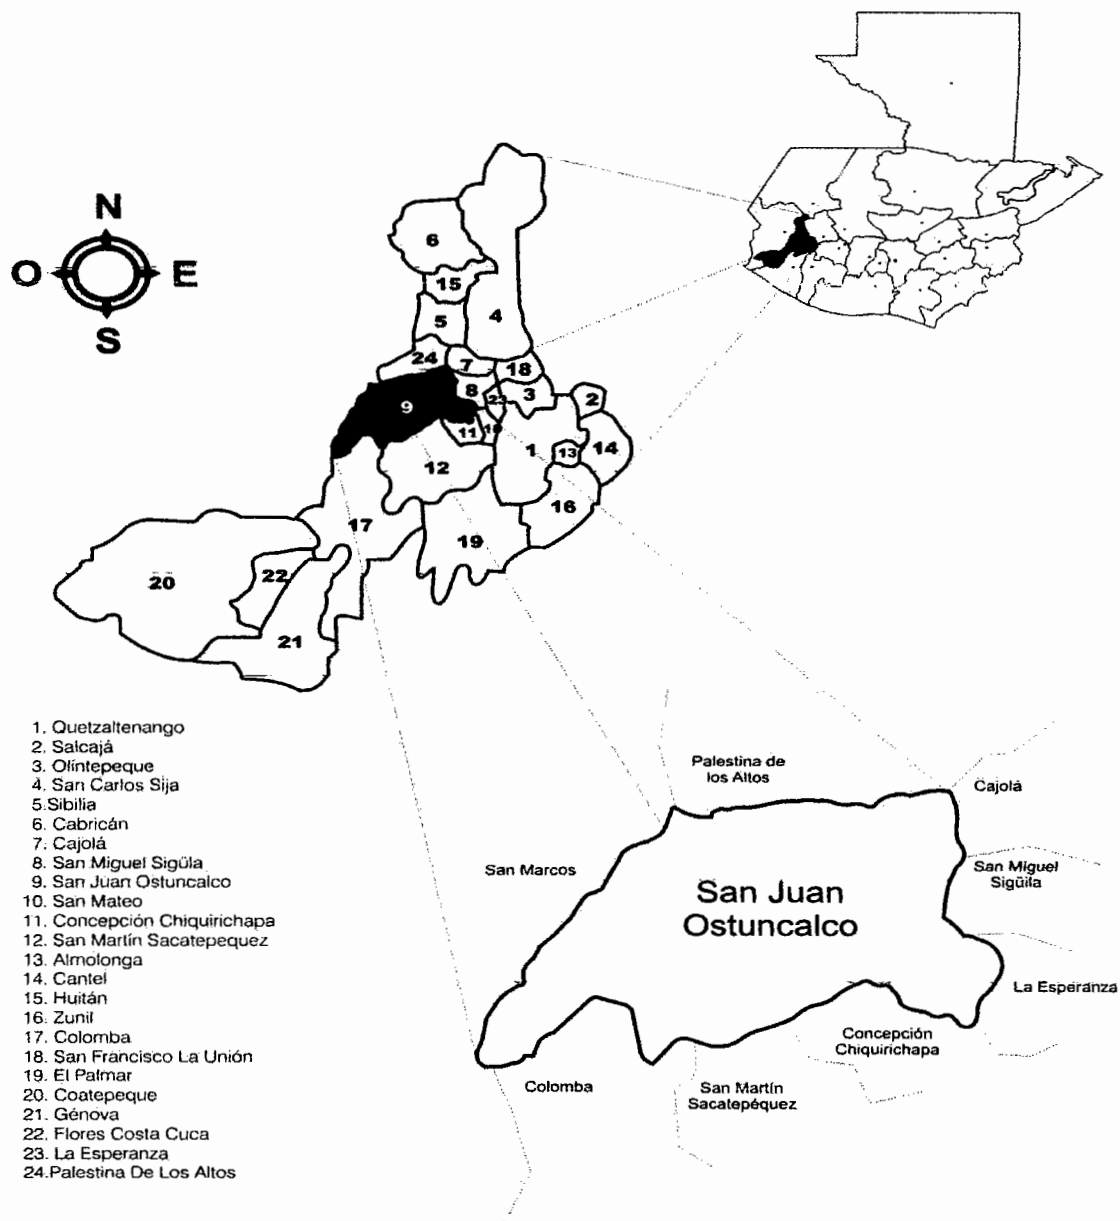 N
O
E
S
6
15
5
4
24
7
18
8
23
3
2
9
11
10
1
13
14
12
16
17
19
20
22
21
1. Quetzaltenango
2. Salcajá
3. Olintepeque
4. San Carlos Sija
5.Sibilia
6. Cabricán
7. Cajolá
8. San Miguel Sigüla
9. San Juan Ostuncalco
10. San Mateo
11. Concepción Chiquirichapa
12. San Martín Sacatepequez
13. Almolonga
14. Cantel
15. Huitán
16. Zunil
17. Colomba
18. San Francisco La Unión
19. El Palmar
20. Coatepeque
21. Génova
22. Flores Costa Cuca
23. La Esperanza
24.Palestina De Los Altos
Palestina de
los Altos
Cajolá
San Marcos
San Miguel
Sigüila
San Juan
Ostuncalco
La Esperanza
Concepción
Chiquirichapa
Colomba
San Martín
Sacatepéquez